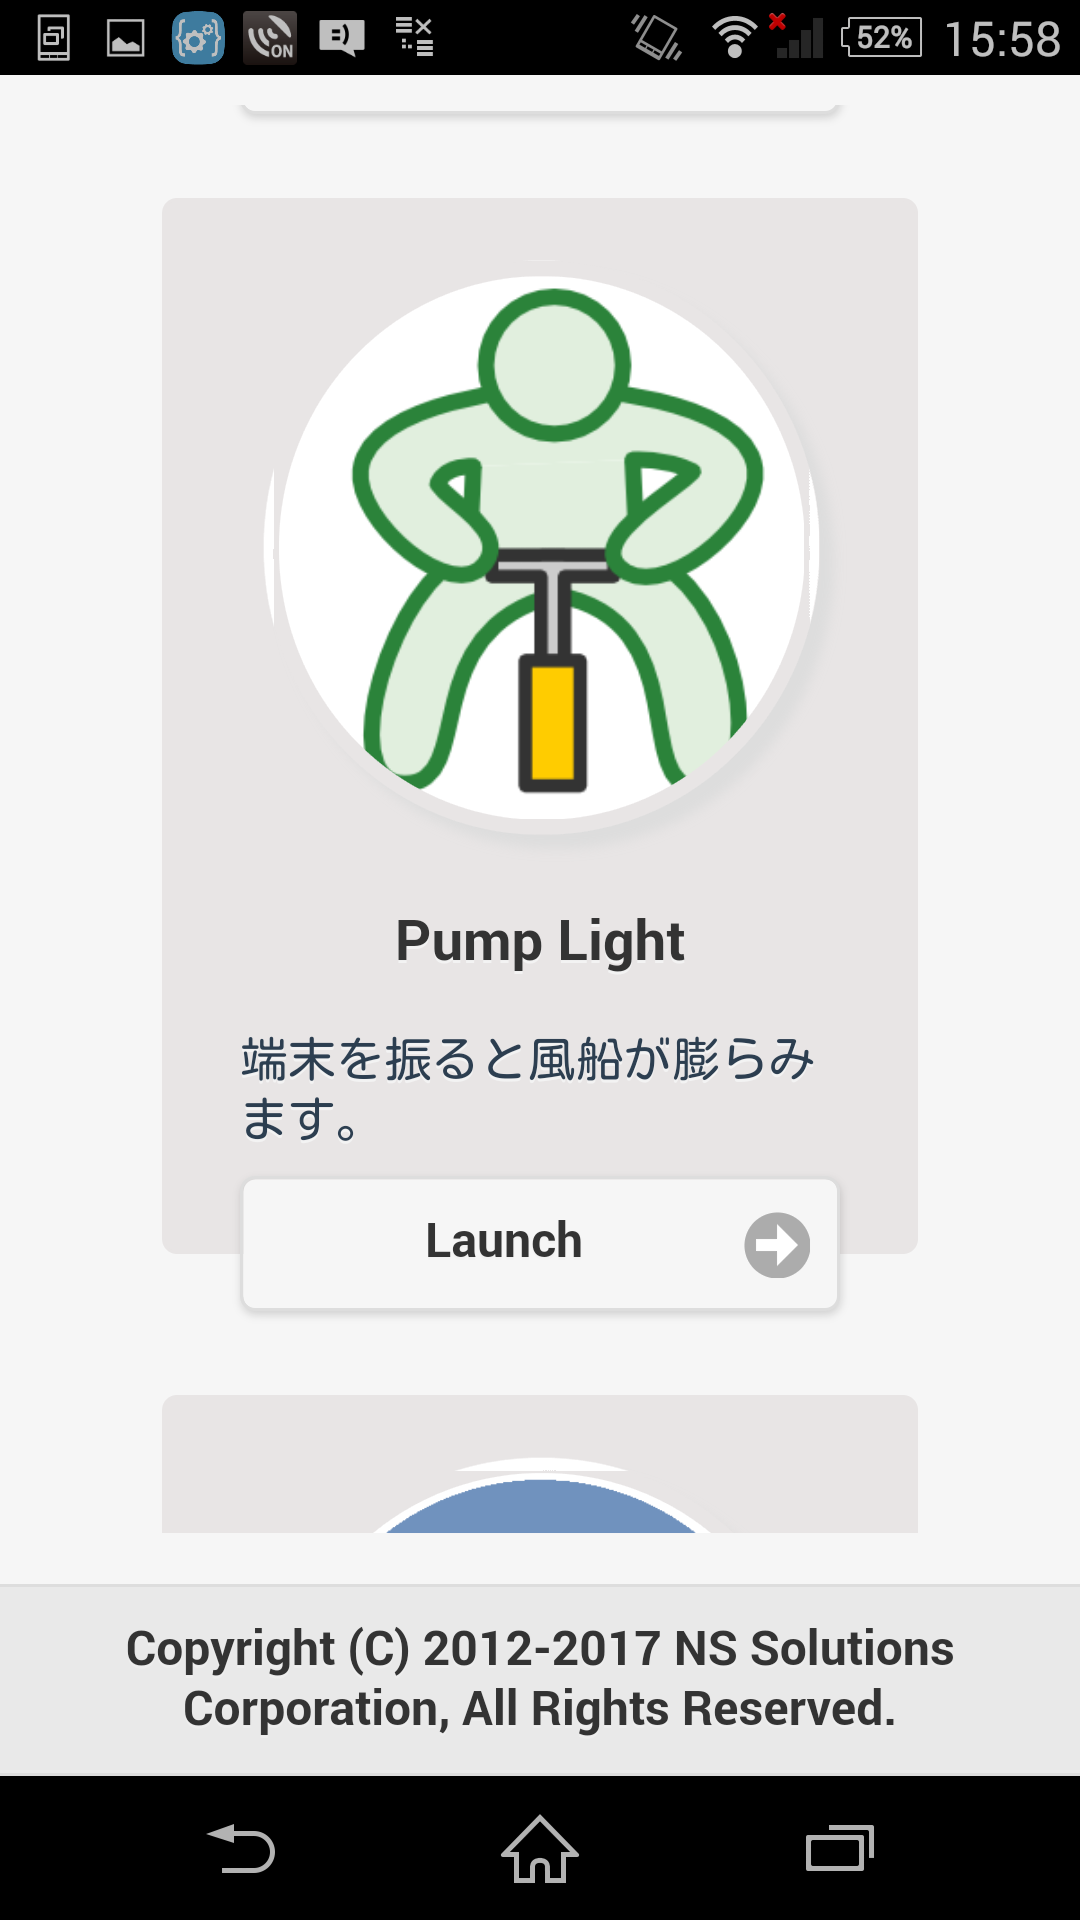 ON
52%
15:58
Pump Light
端末を振ると風船が膨らみ
ます。
Launch
Copyright (C) 2012-2017 NS Solutions
Corporation, All Rights Reserved.